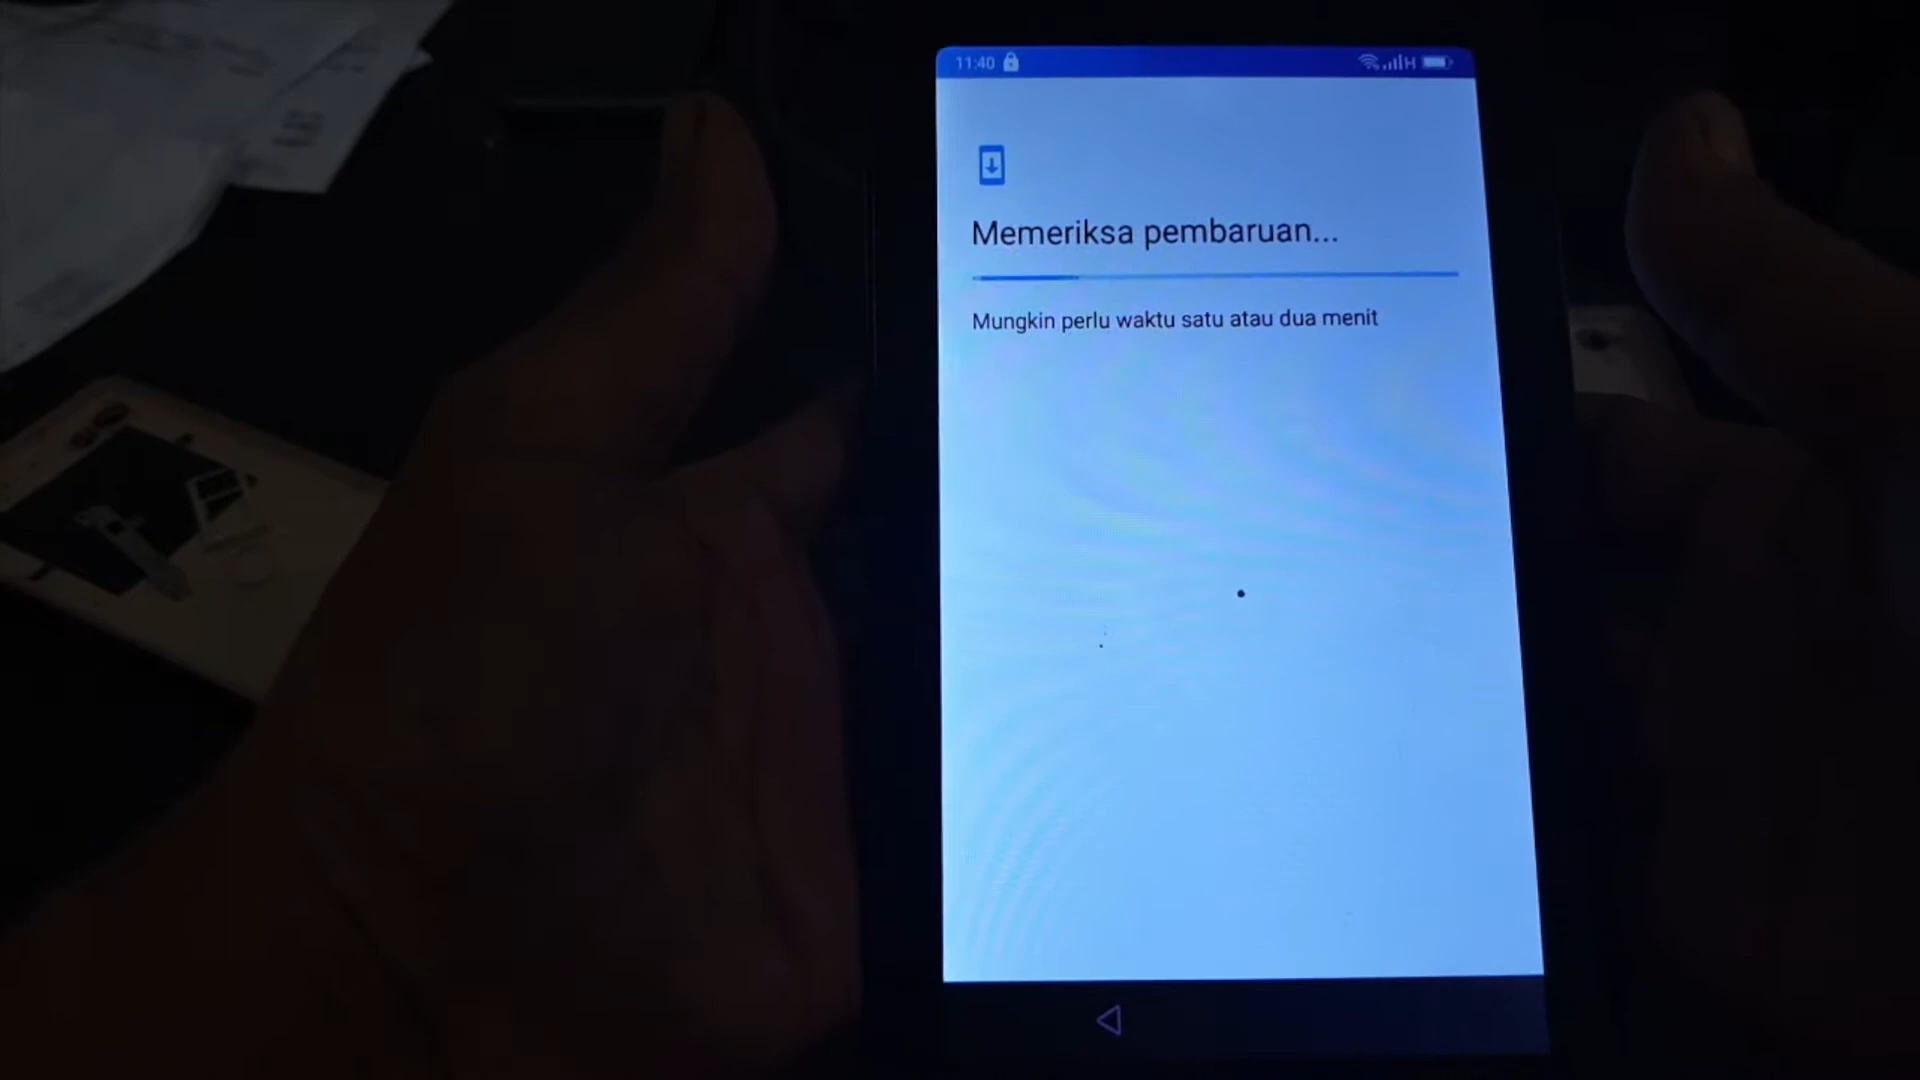 11:40
H
Memeriksa pembaruan...
Mungkin perlu waktu satu atau dua menit